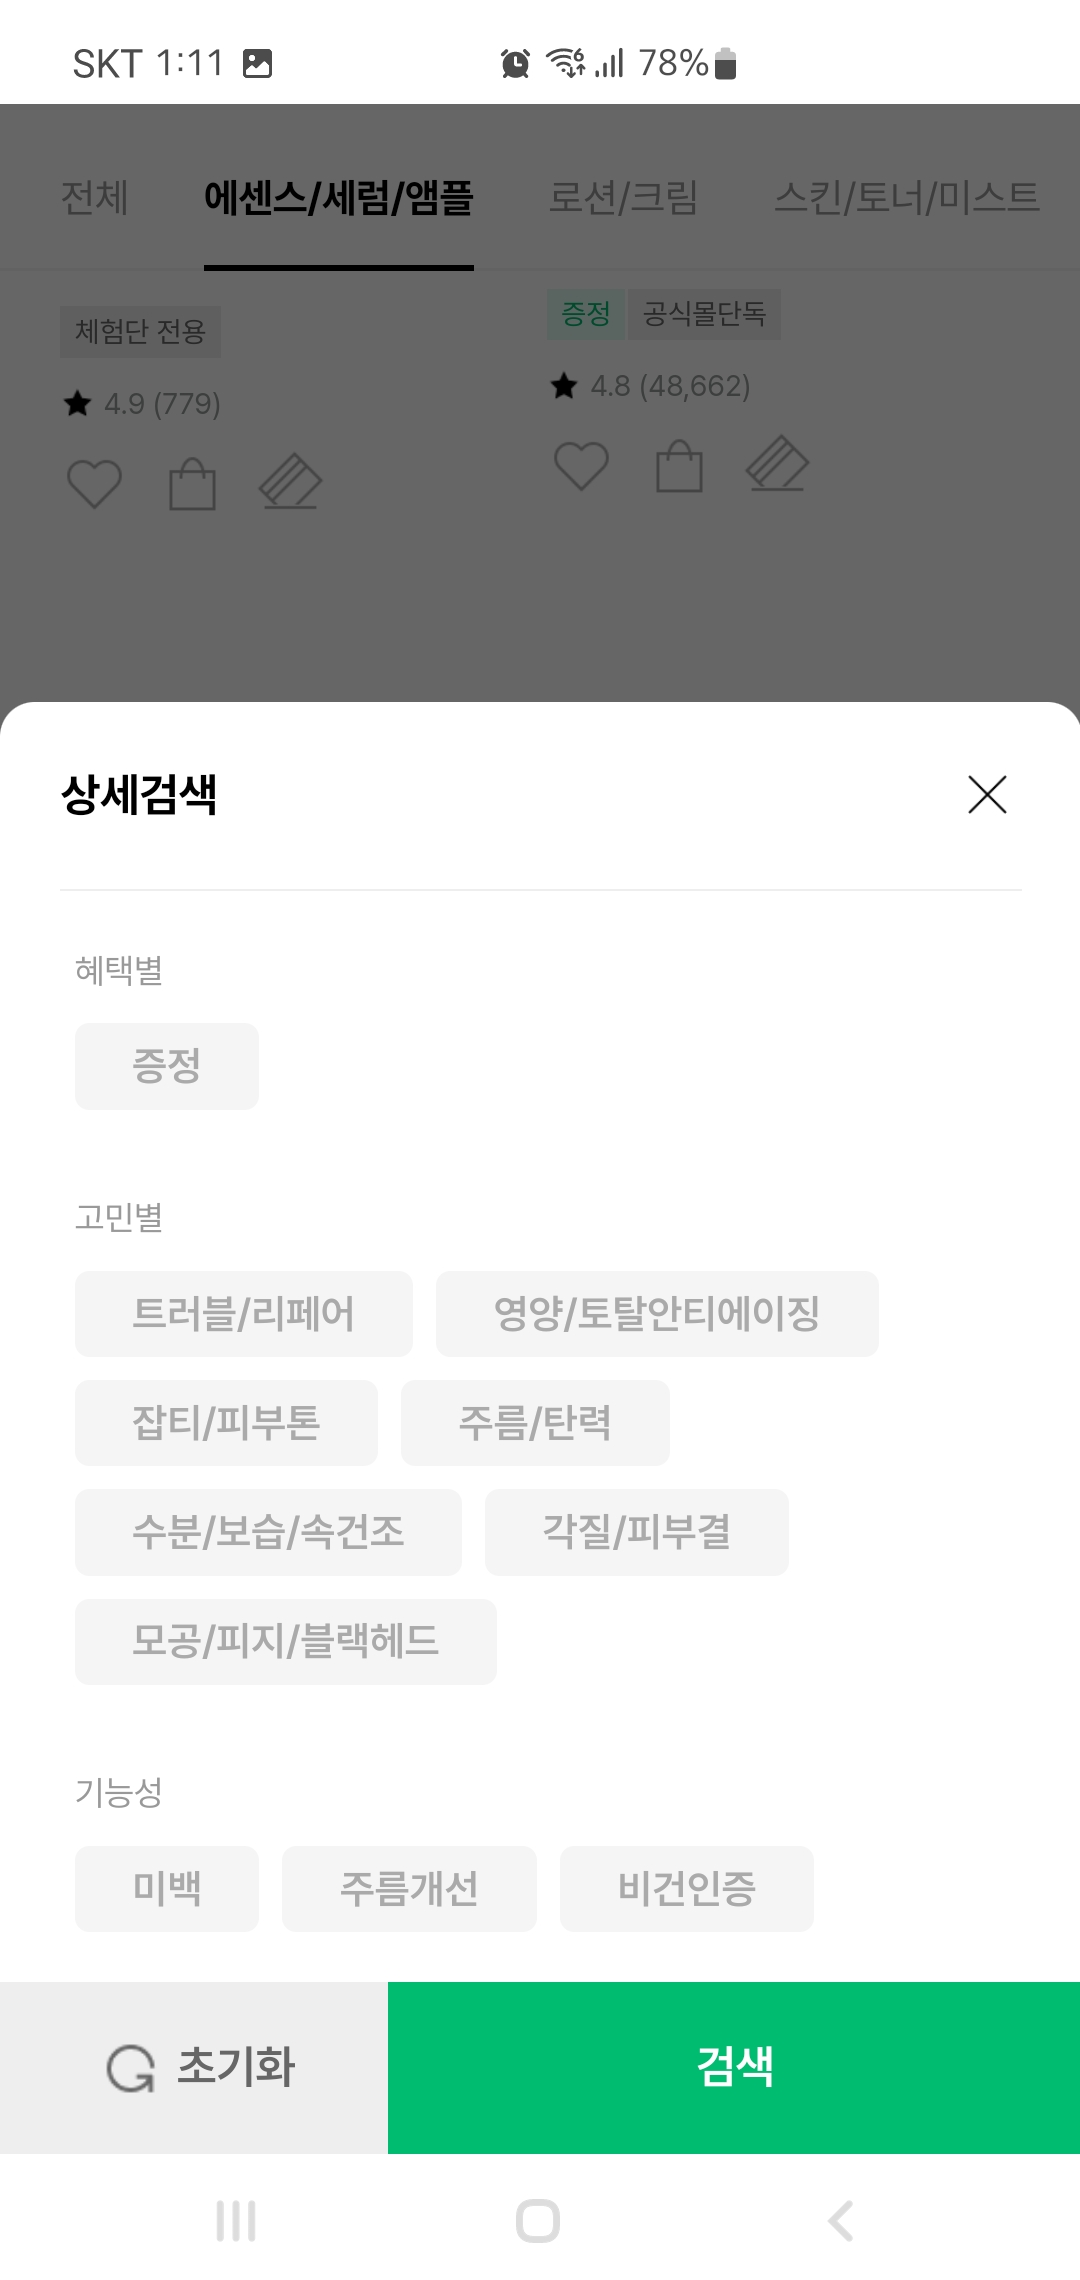 SKT 1:11 78%
전체 에센스/세럼/앰플 로션/크림 스킨/토너/미스트
체험단 전용 증정 공식몰단독
4.9 (779) 4.8 (48,662)
상세검색
혜택별
증정
고민별
트러블/리페어 영양/토탈안티에이징
잡티/피부톤 주름/탄력
수분/보습/속건조 각질/피부결
모공/피지/블랙헤드
기능성
미백 주름개선 비건인증
초기화 검색